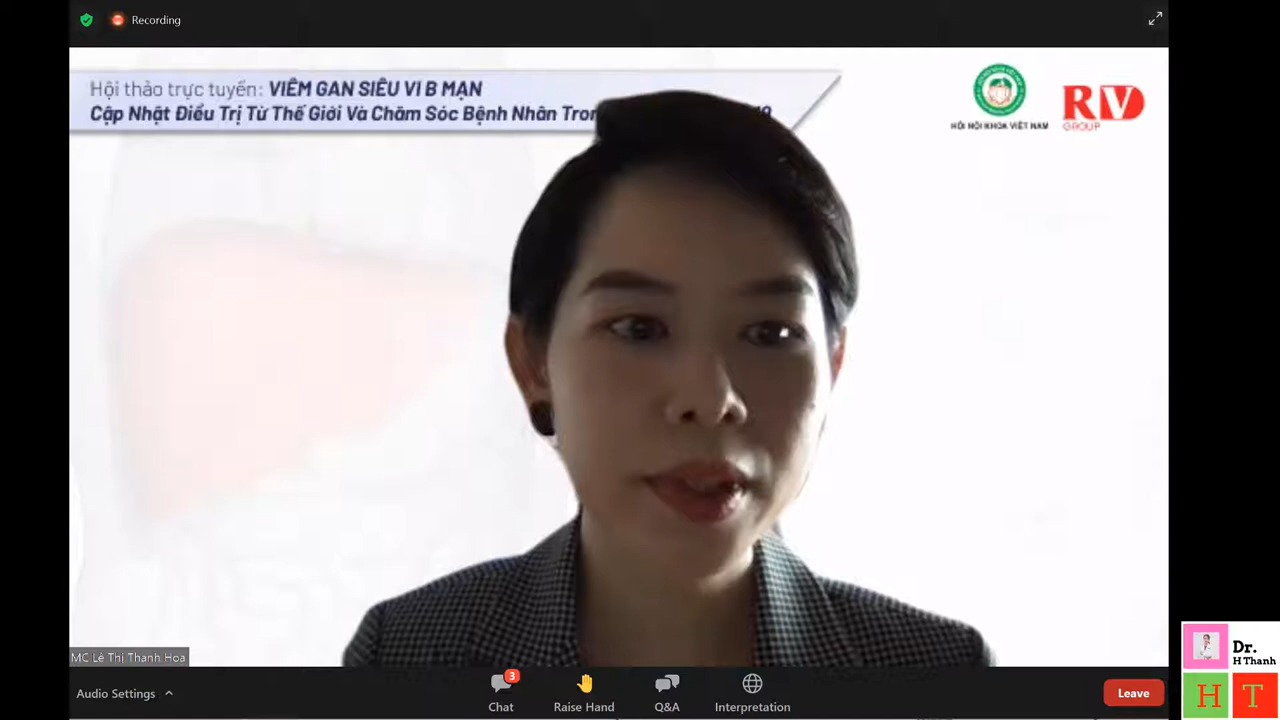 Recording
Hội thảo trực tuyến: VIÊM GAN SIÊU VI B MẠN
Cập Nhật Điều Trị Từ Thế Giới Và Chăm Sóc Bệnh Nhân
HỘI NỘI KHOA VIỆT NAM
RVD
GROUP
MC Lê Thị Thanh Hoa
Audio Settings
3
Chat
Raise Hand
Q&A
Interpretation
Leave
Dr.
H Thanh
H T